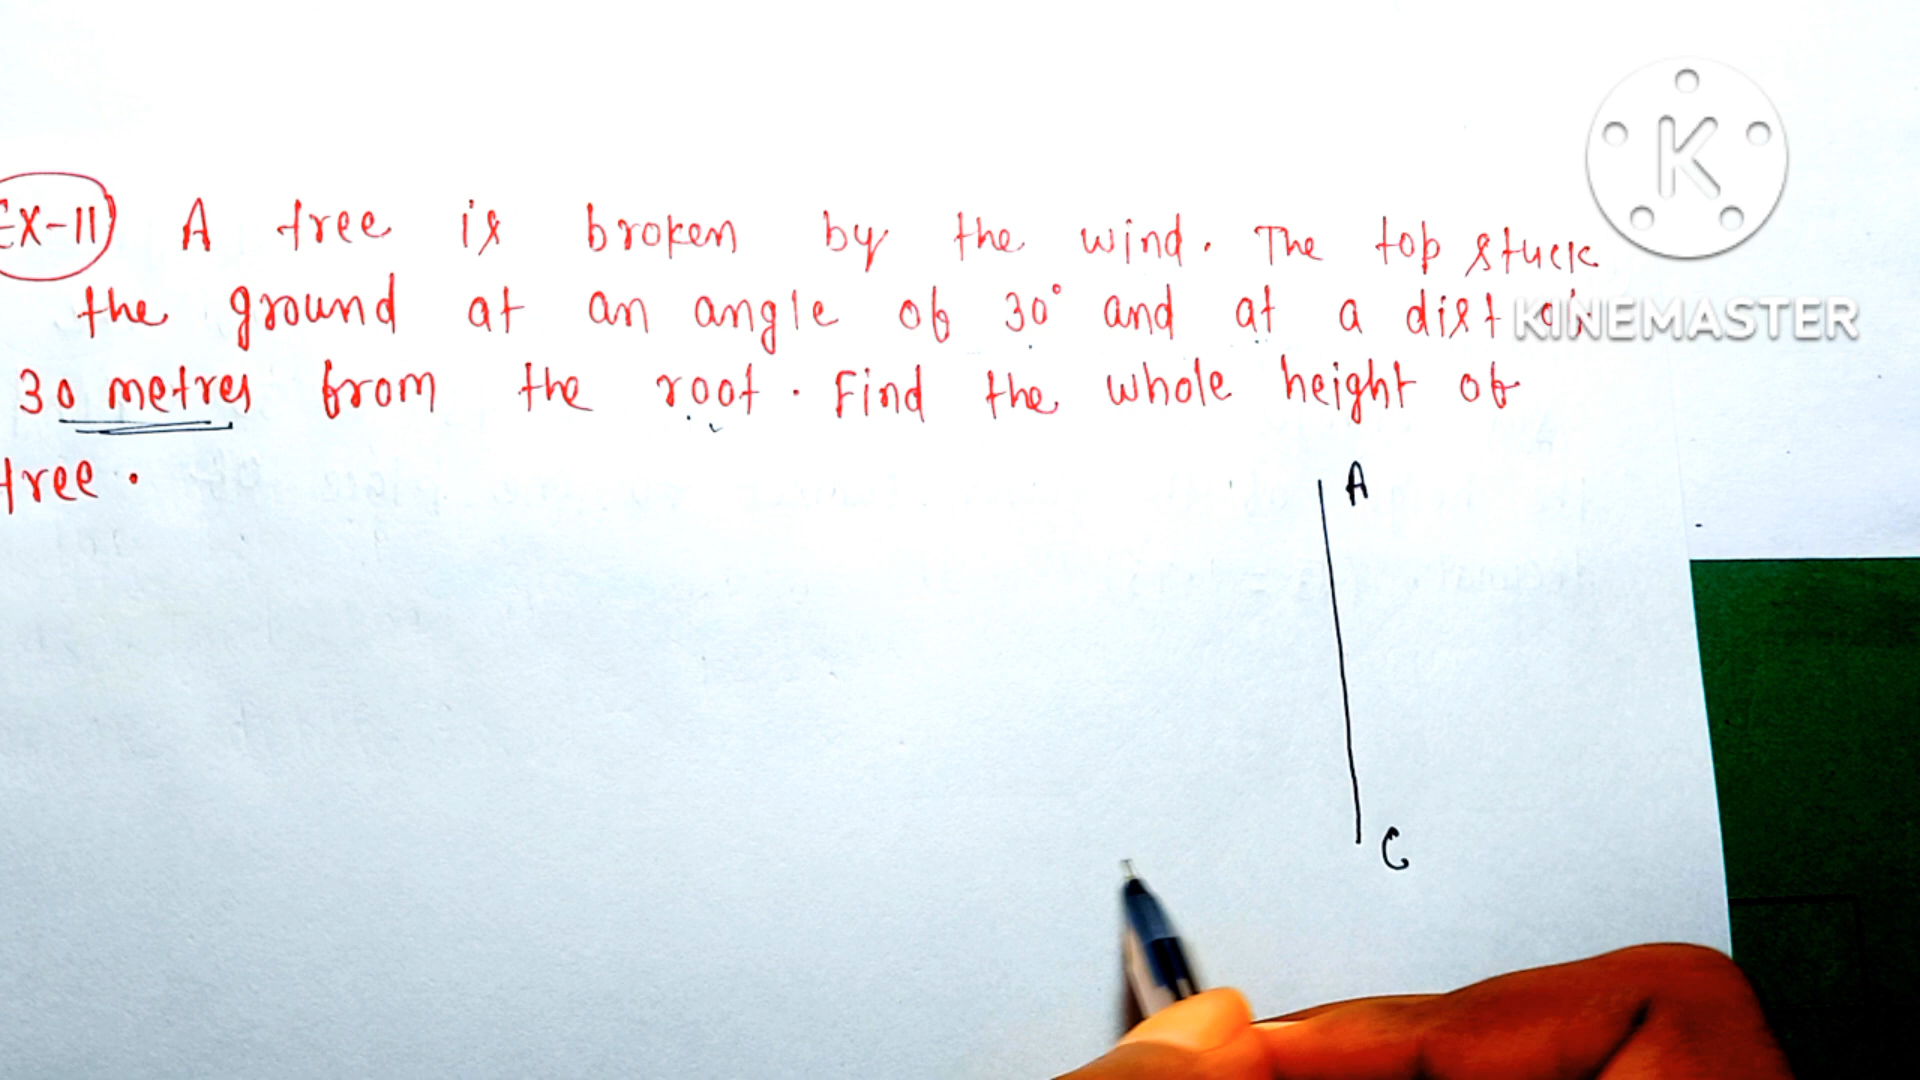 Ex-11) A tree is broken by the wind. The top stuck
the ground at an angle of 30° and at a dist of
30 metres from the root. Find the whole height of
tree.
A
C
K
KINEMASTER